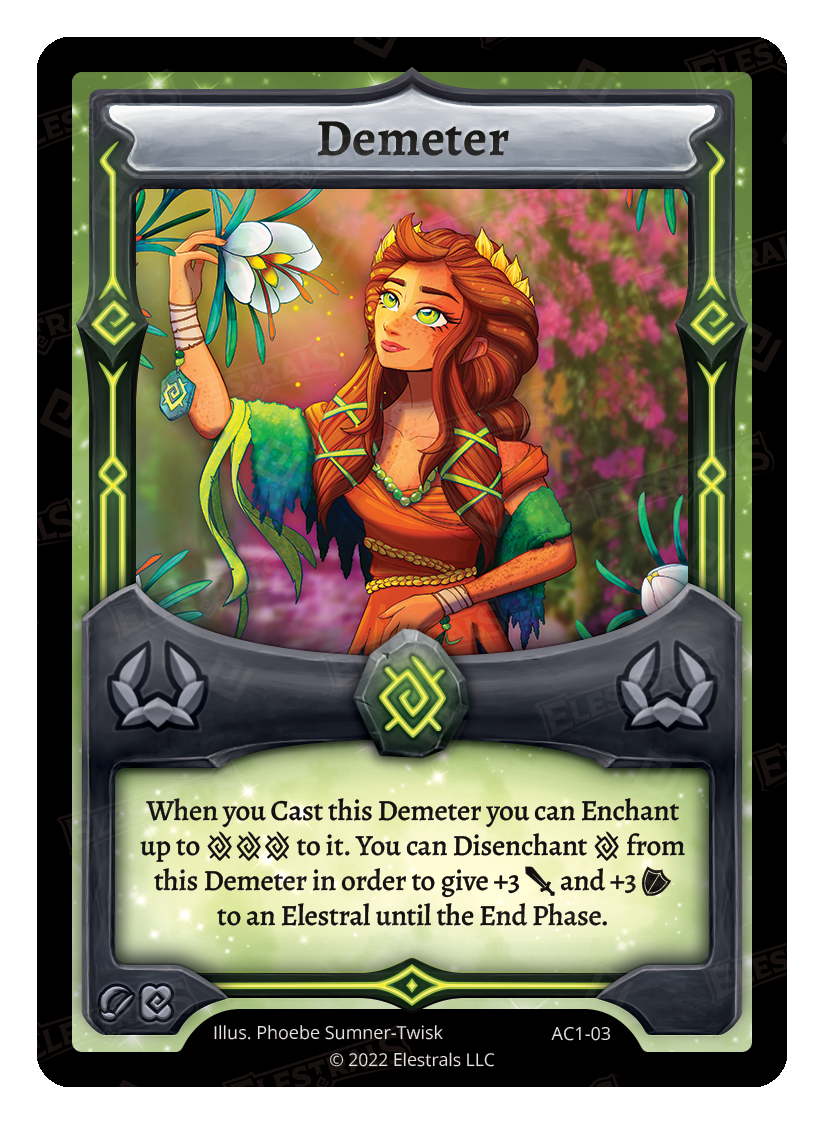 Demeter
When you Cast this Demeter you can Enchant
up to to it. You can Disenchant from
this Demeter in order to give +3 and +3
to an Elestral until the End Phase.
Illus. Phoebe Sumner-Twisk
AC1-03
© 2022 Elestrals LLC
ELESTRALS